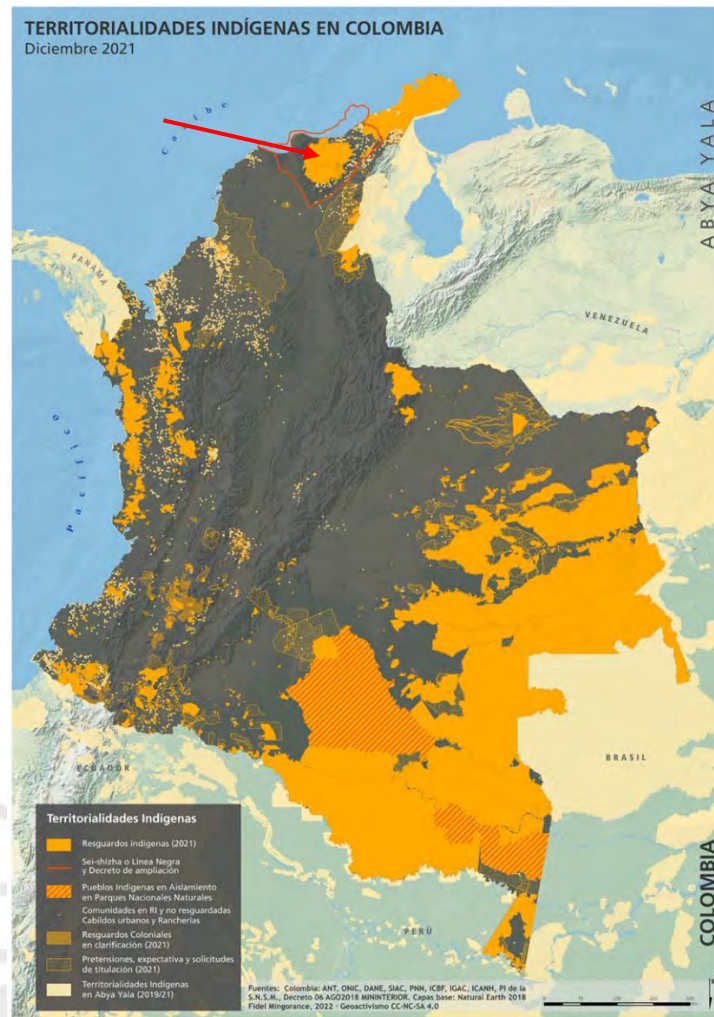 TERRITORIALIDADES INDÍGENAS EN COLOMBIA
Diciembre 2021
Caribe
ABYA YALA
PANAMÁ
VENEZUELA
Pacífico
BRASIL
ECUADOR
PERÚ
COLOMBIA
Territorialidades Indígenas
Resguardos indígenas (2021)
Sei-shizha o Línea Negra
y Decreto de ampliación
Pueblos Indígenas en Aislamiento
en Parques Nacionales Naturales
Comunidades en RI y no resguardadas
Cabildos urbanos y Rancherias
Resguardos Coloniales
en clarificación (2021)
Pretensiones, expectativa y solicitudes
de titulación (2021)
Territorialidades Indígenas
en Abya Yala (2019/21)
Fuentes: Colombia: ANT, ONIC, DANE, SIAC, PNN, ICBF, IGAC, ICANH, PI de la
S.N.S.M., Decreto 06 AGO2018 MININTERIOR. Capas base: Natural Earth 2018
Fidel Mingorance, 2022 - Geoactivismo CC-NC-SA 4.0